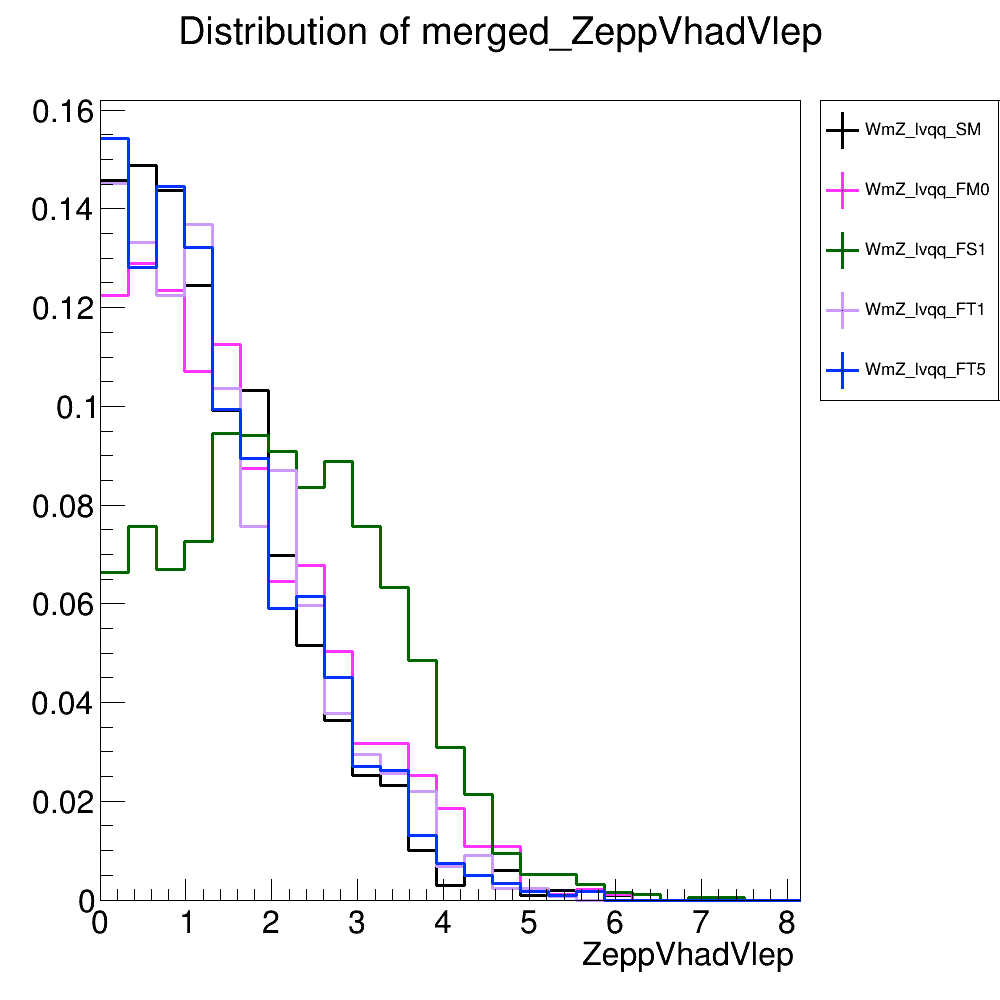 Distribution of merged_ZeppVhadVlep
0.16
0.14
0.12
0.1
0.08
0.06
0.04
0.02
0
0 1 2 3 4 5 6 7 8
ZeppVhadVlep
WmZ_lvqq_SM
WmZ_lvqq_FM0
WmZ_lvqq_FS1
WmZ_lvqq_FT1
WmZ_lvqq_FT5